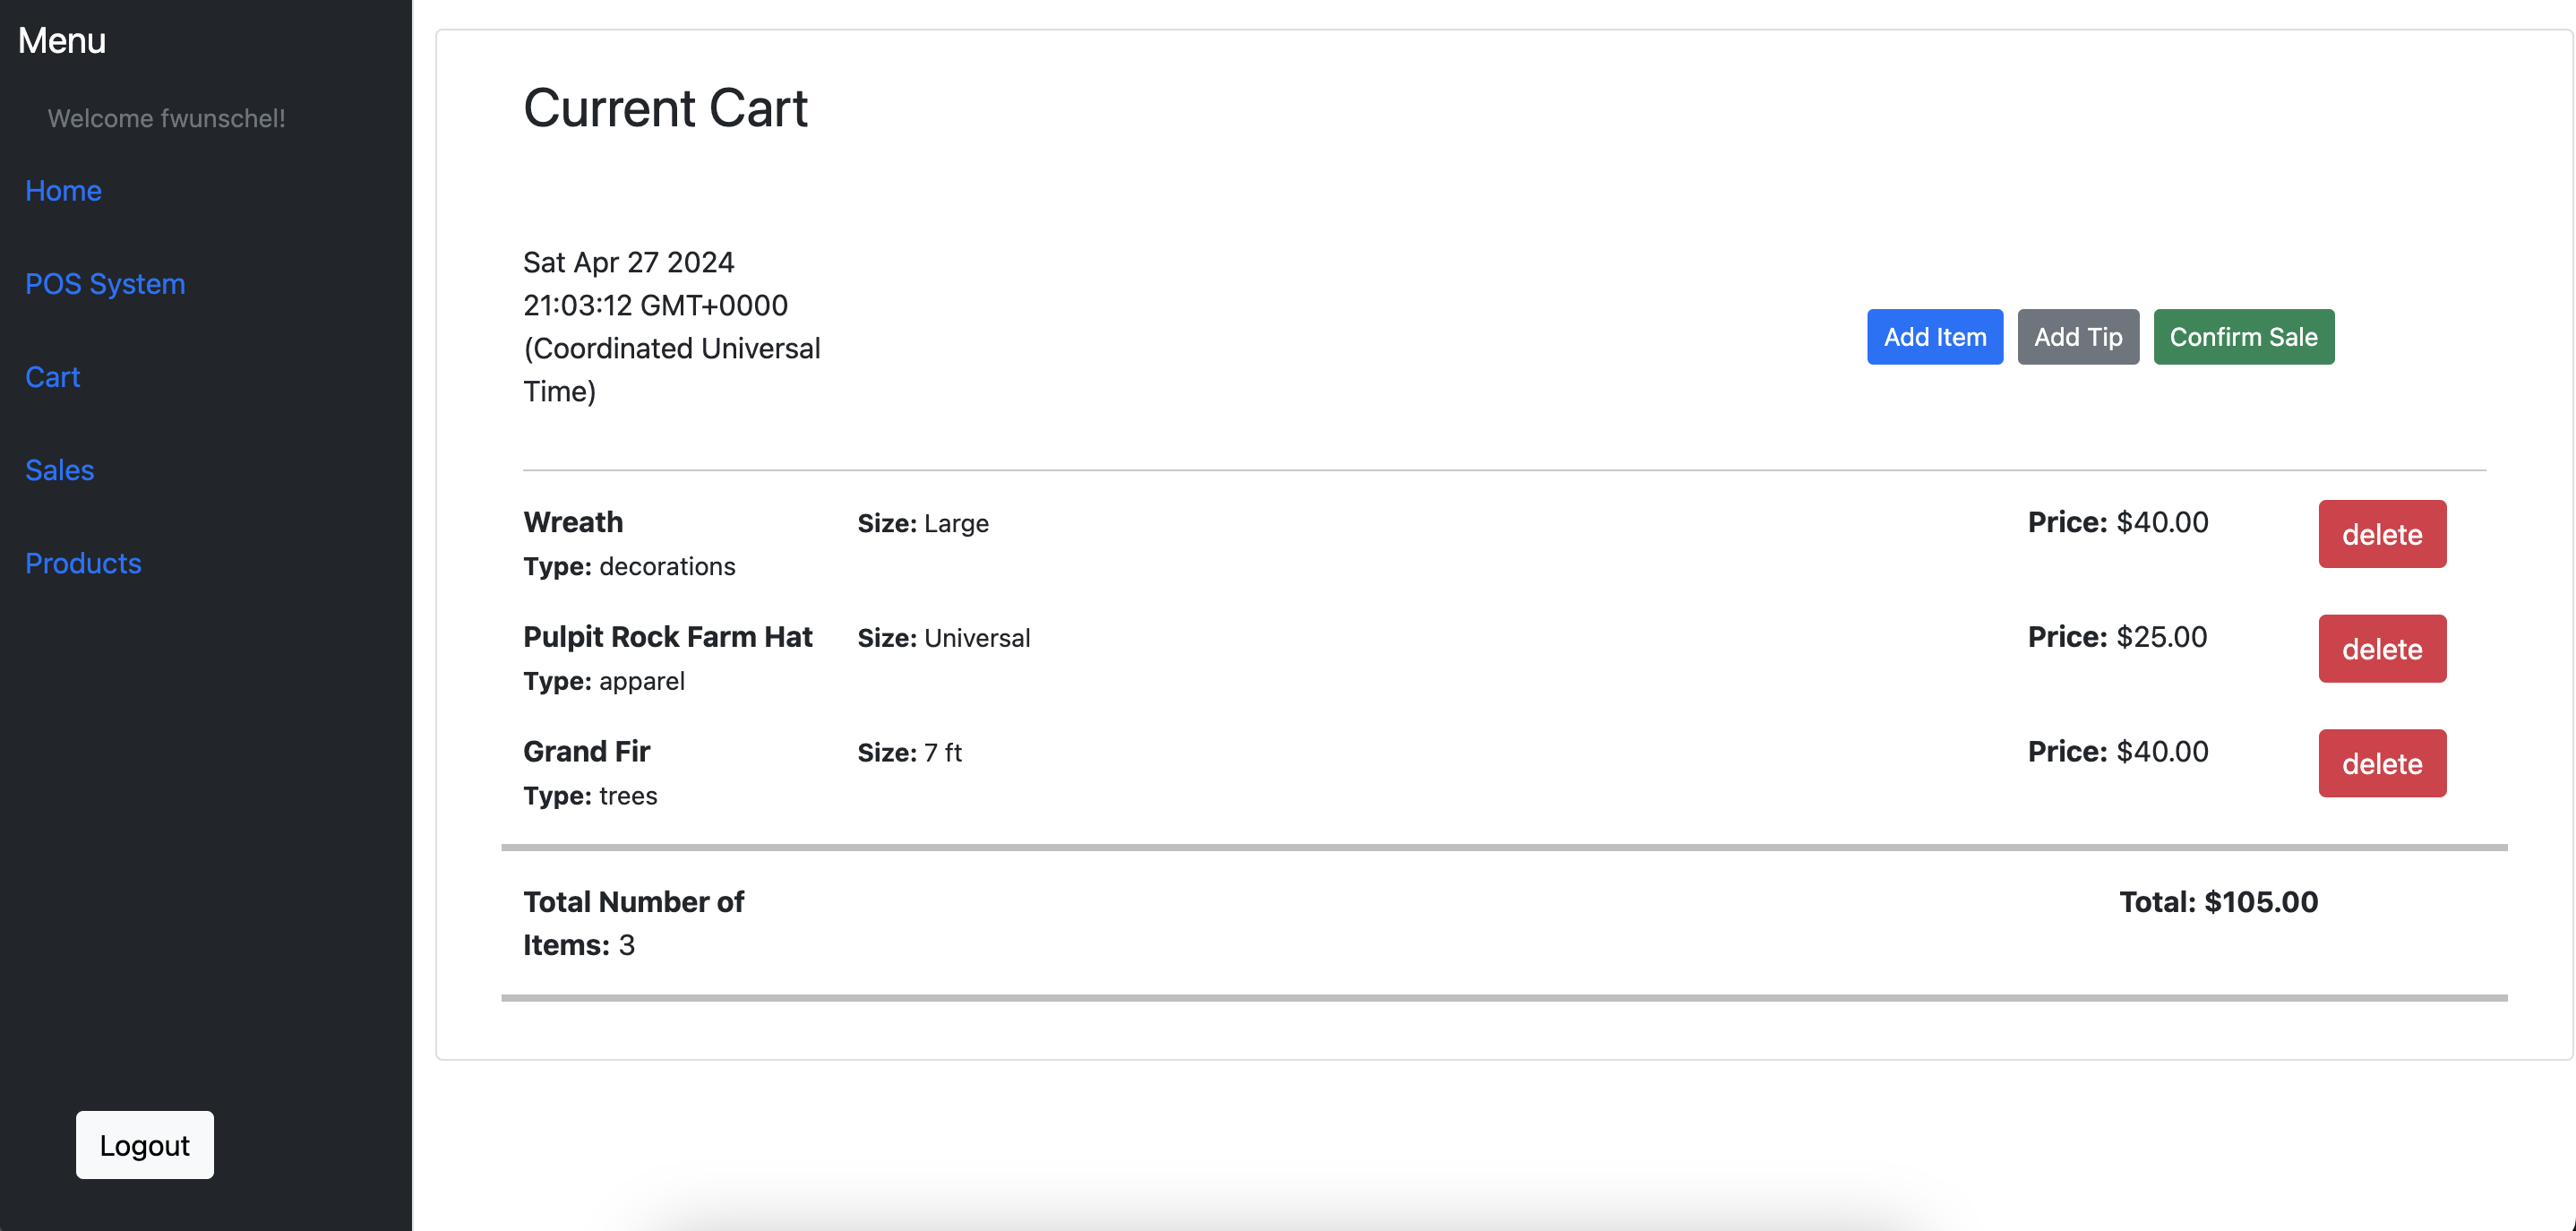 Menu
Welcome fwunschel!
Home
POS System
Cart
Sales
Products
Logout
Current Cart
Sat Apr 27 2024
21:03:12 GMT+0000
(Coordinated Universal
Time)
Add Item
Add Tip
Confirm Sale
Wreath
Type: decorations
Size: Large
Price: $40.00
delete
Pulpit Rock Farm Hat
Type: apparel
Size: Universal
Price: $25.00
delete
Grand Fir
Type: trees
Size: 7 ft
Price: $40.00
delete
Total Number of
Items: 3
Total: $105.00